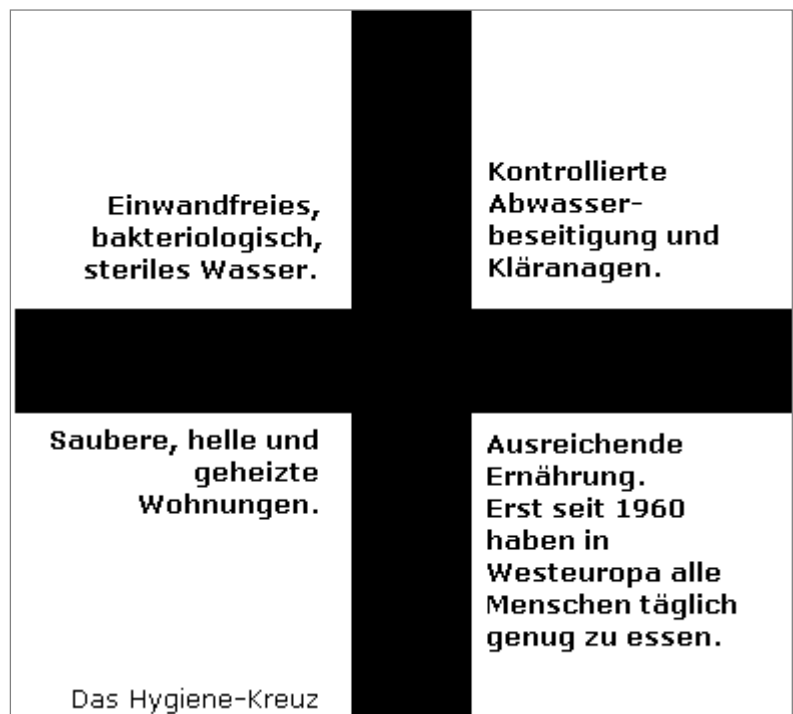 Einwandfreies,
bakteriologisch,
steriles Wasser.
Kontrollierte
Abwasser-
beseitigung und
Kläranagen.
Saubere, helle und
geheizte
Wohnungen.
Ausreichende
Ernährung.
Erst seit 1960
haben in
Westeuropa alle
Menschen täglich
genug zu essen.
Das Hygiene-Kreuz